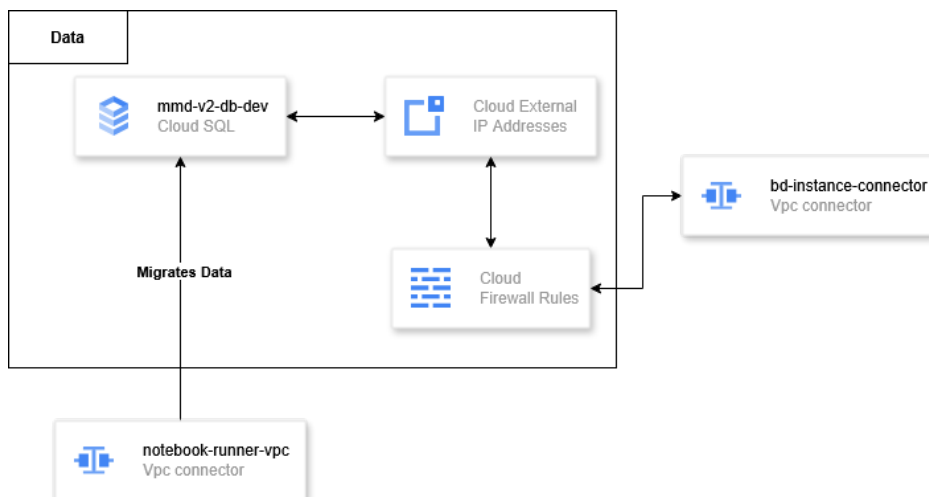 Data
mmd-v2-db-dev
Cloud SQL
Cloud External
IP Addresses
bd-instance-connector
Vpc connector
Migrates Data
Cloud
Firewall Rules
notebook-runner-vpc
Vpc connector